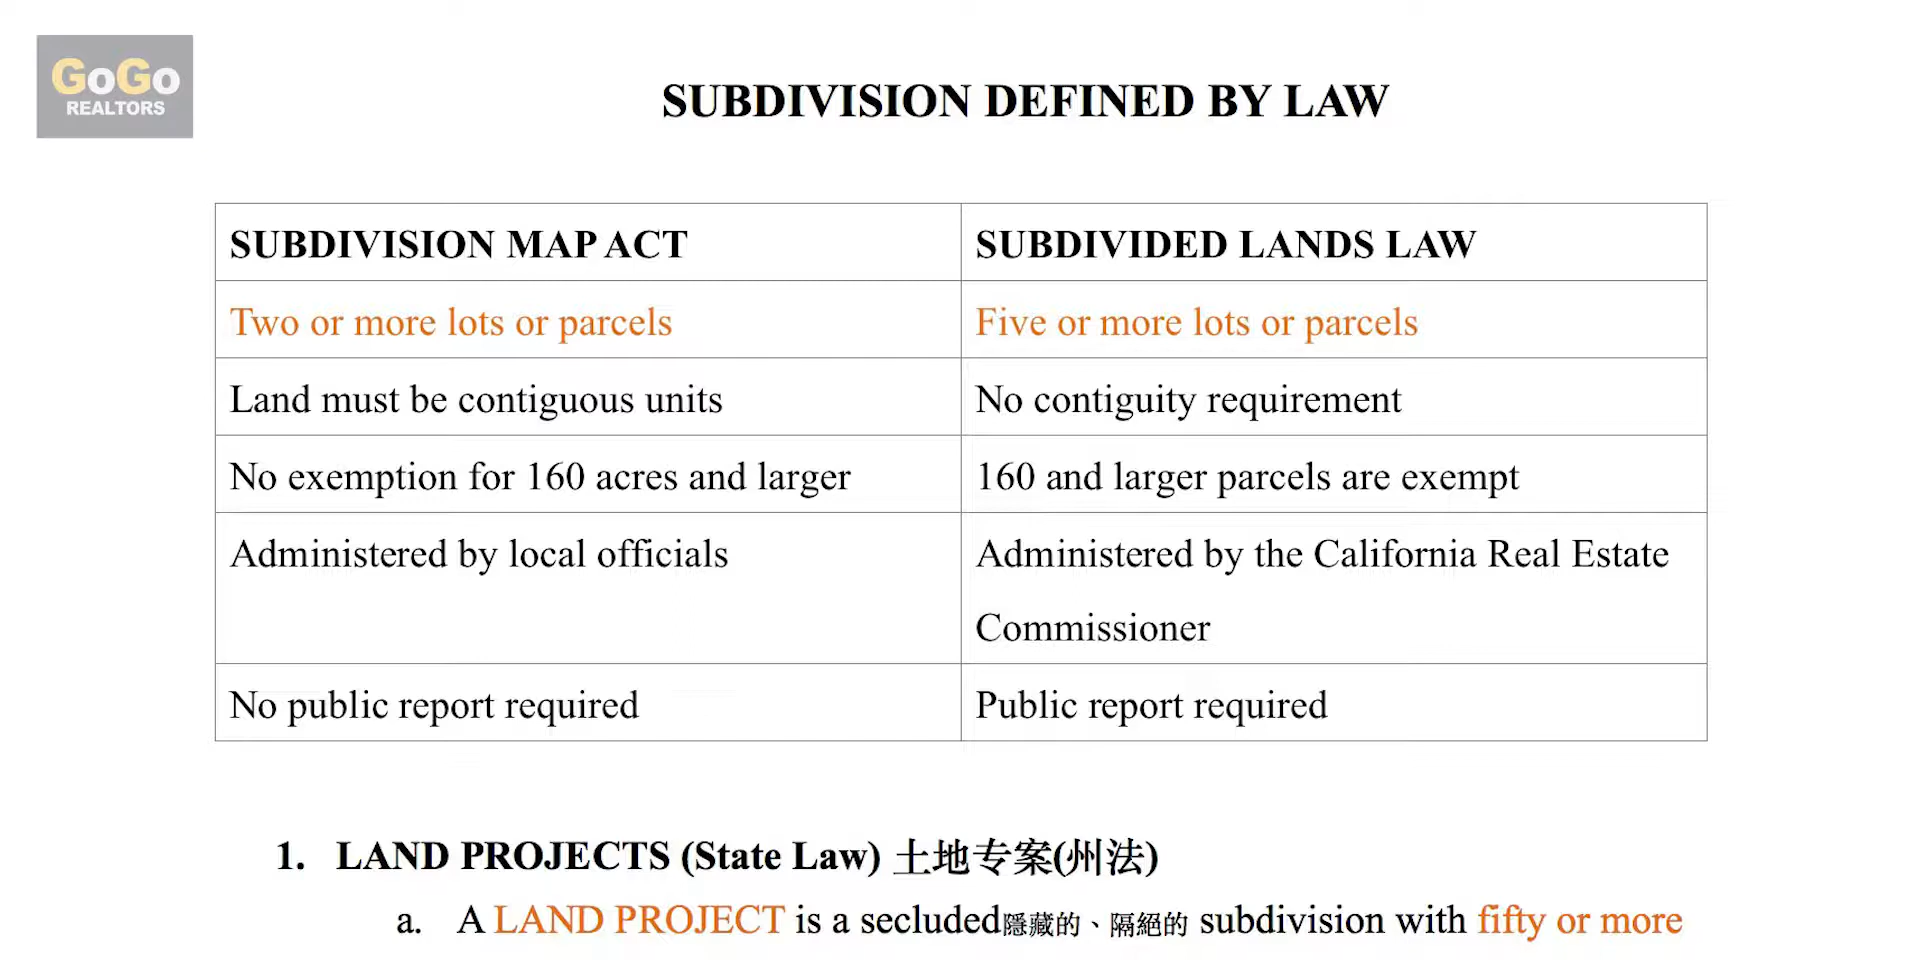 GoGo
REALTORS
SUBDIVISION DEFINED BY LAW
SUBDIVISION MAP ACT
SUBDIVIDED LANDS LAW
Two or more lots or parcels
Five or more lots or parcels
Land must be contiguous units
No contiguity requirement
No exemption for 160 acres and larger
160 and larger parcels are exempt
Administered by local officials
Administered by the California Real Estate
Commissioner
No public report required
Public report required
1. LAND PROJECTS (State Law) 土地专案(州法)
a. A LAND PROJECT is a secluded隱藏的、隔絕的 subdivision with fifty or more